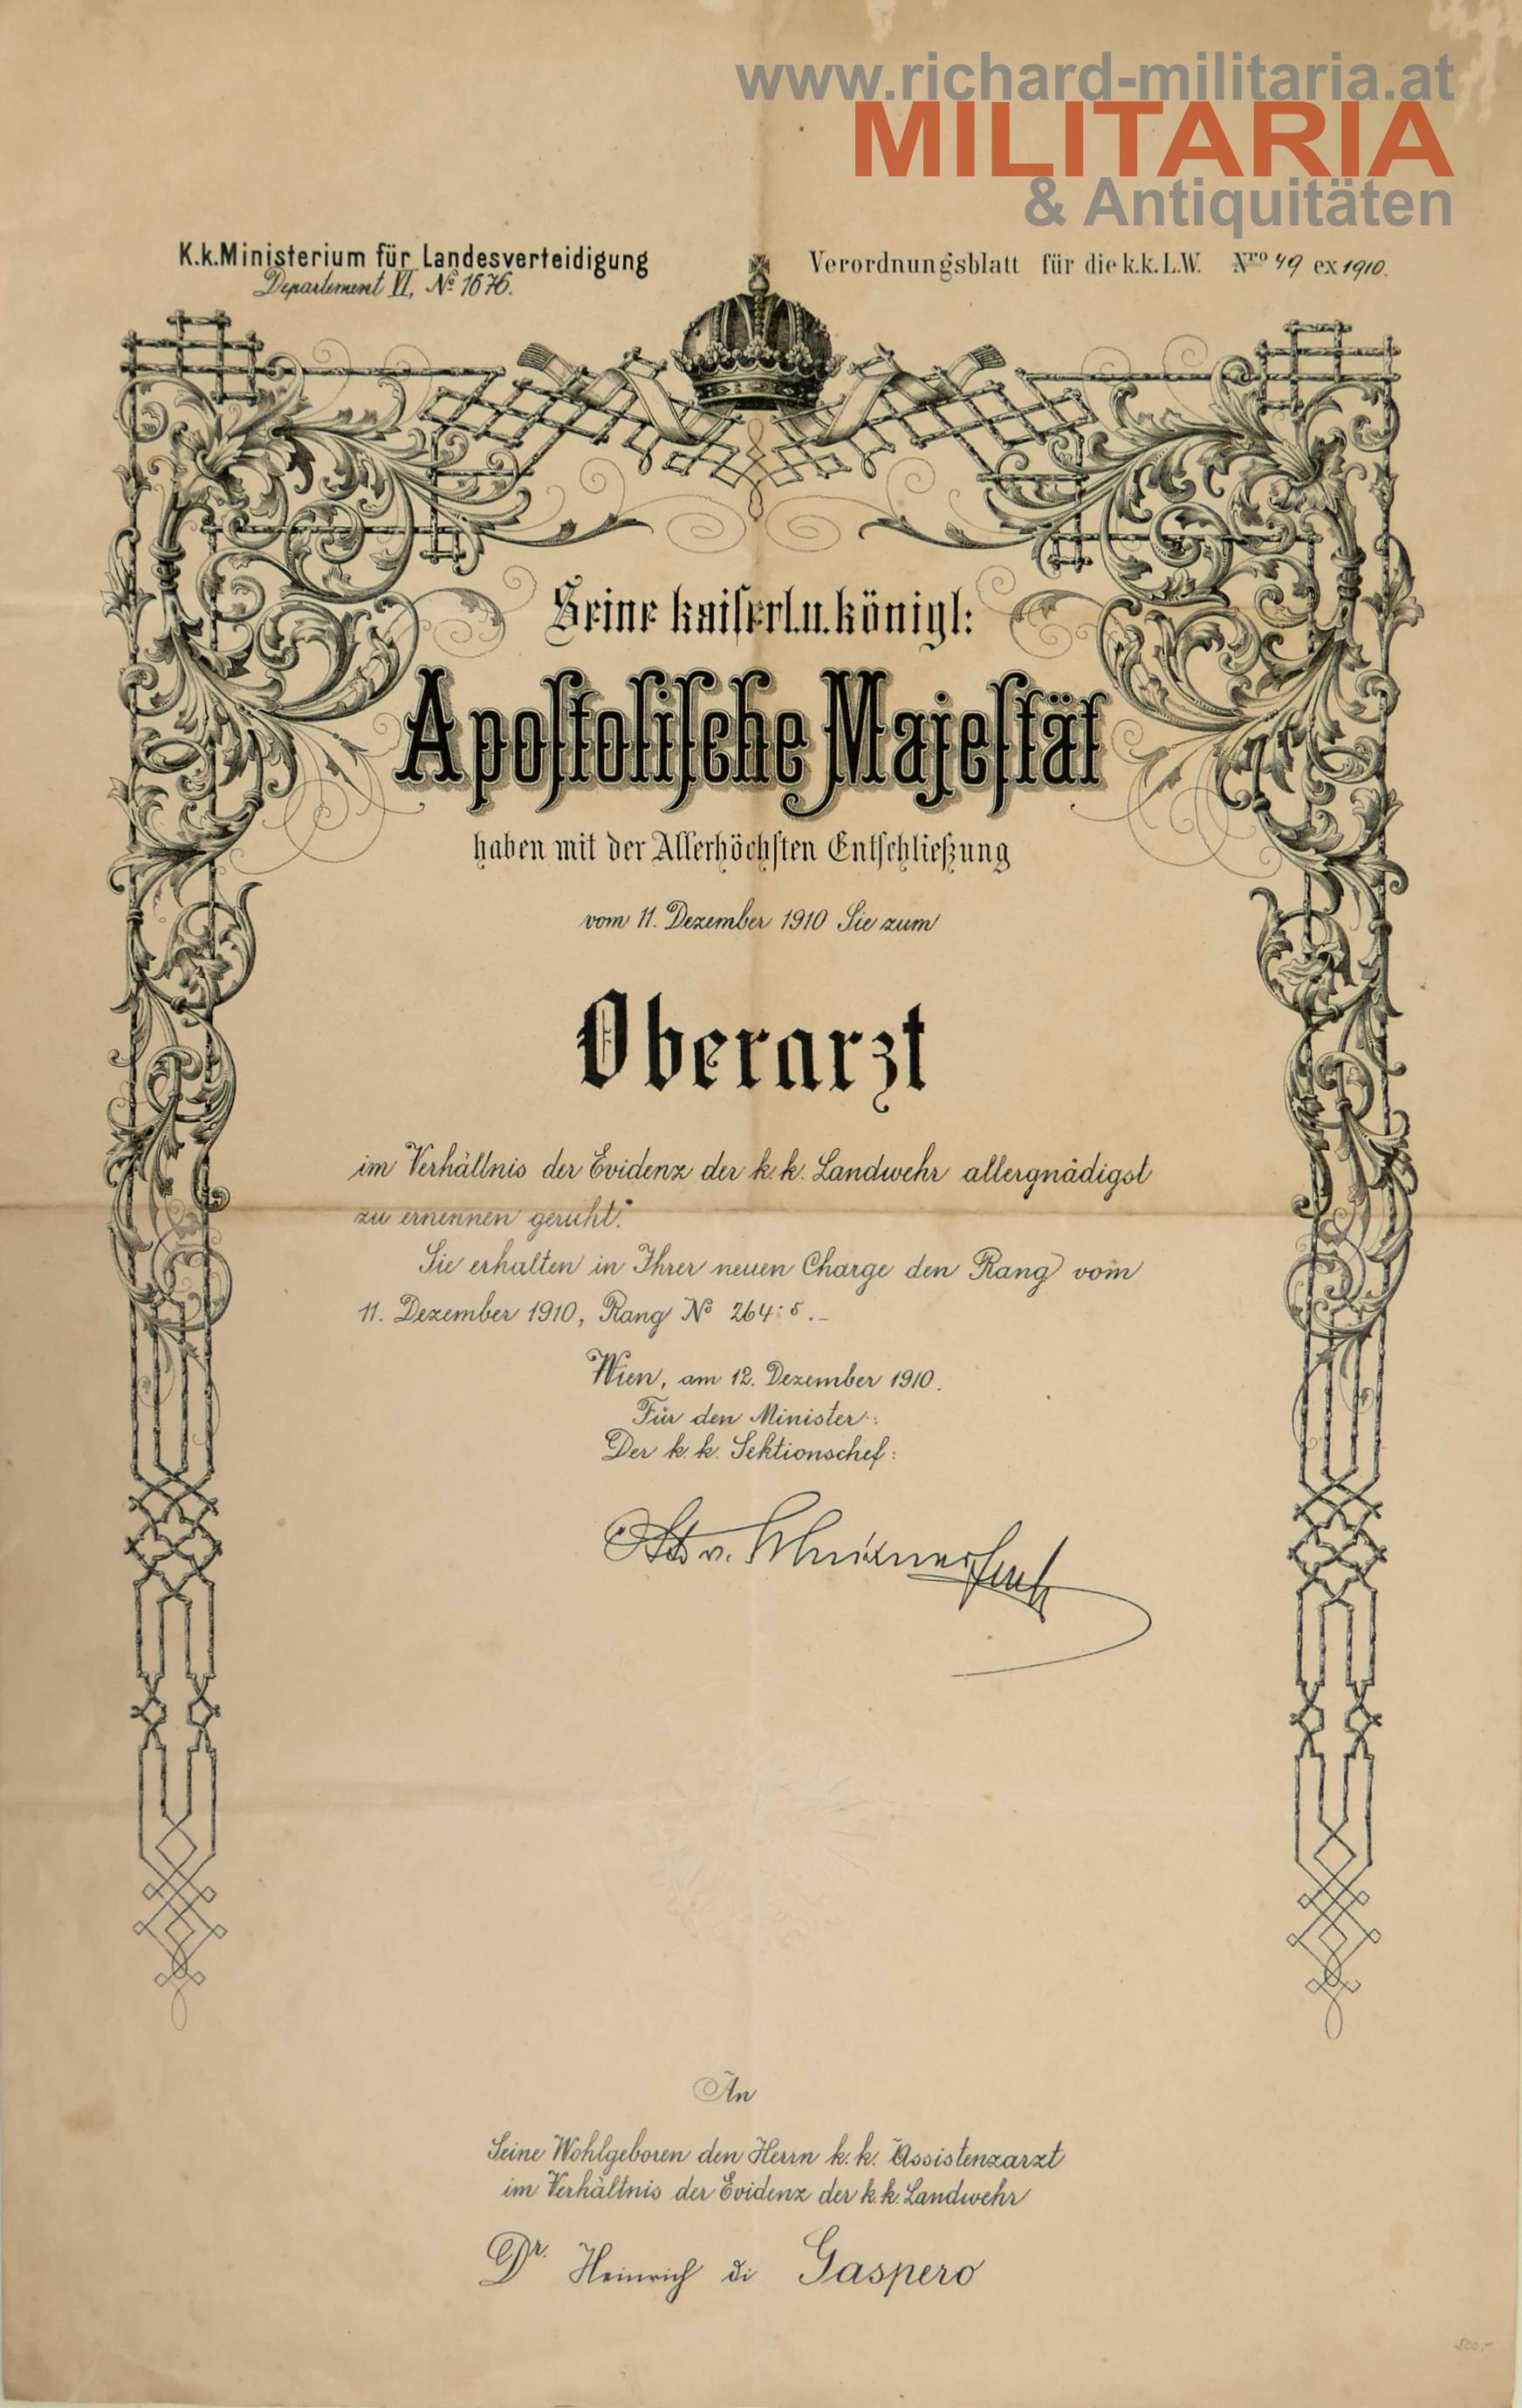 www.richard-militaria.at
MILITARIA
& Antiquitäten
K.k.Ministerium für Landesverteidigung
Departement VI, № 1676.
Verordnungsblatt für die k.k. L.W. Nro 49 ex 1910.
Seine kaiserl.u.königl:
Apostolische Majestät
haben mit der Allerhöchsten Entschließung
vom 11. Dezember 1910 Sie zum
Oberarzt
im Verhältnis der Evidenz der k. k. Landwehr allergnädigst
zu ernennen geruht.
Sie erhalten in Ihrer neuen Charge den Rang vom
11. Dezember 1910, Rang № 264:5.-
Wien, am 12. Dezember 1910.
Für den Minister:
Der k. k. Sektionschef:
v.
An
Seine Wohlgeboren den Herrn k. k. Assistenzarzt
im Verhältnis der Evidenz der k. k. Landwehr
Dr. Heinrich di Gaspero
500.-